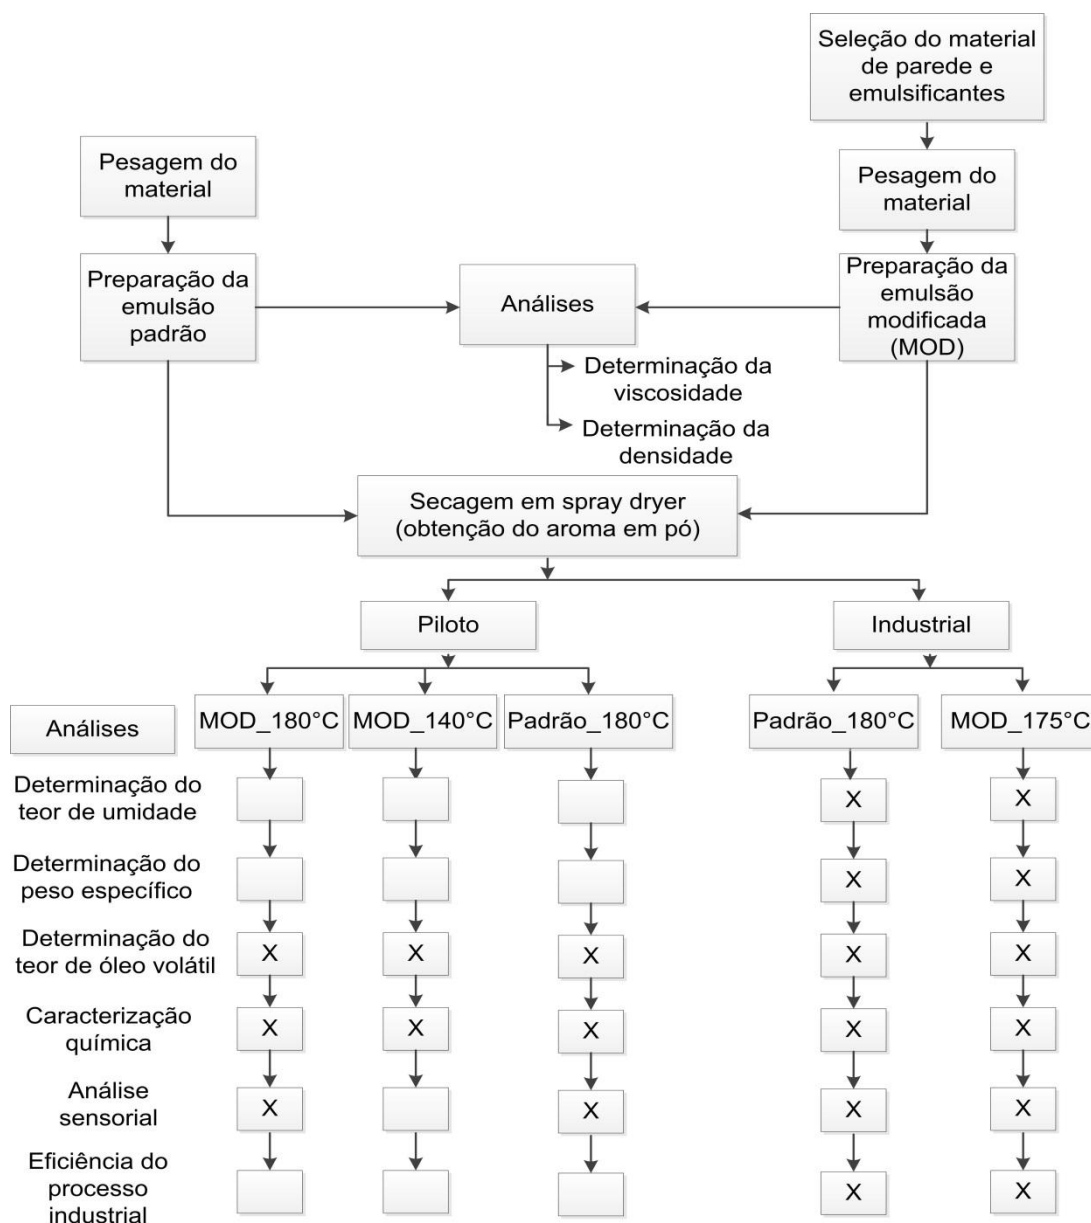 Seleção do material
de parede e
emulsificantes
Pesagem do
material
Pesagem do
material
Preparação da
emulsão
padrão
Análises
Preparação da
emulsão
modificada
(MOD)
Determinação da
viscosidade
Determinação da
densidade
Secagem em spray dryer
(obtenção do aroma em pó)
Piloto
Industrial
Análises
MOD_180°C
MOD_140°C
Padrão_180°C
Padrão_180°C
MOD_175°C
Determinação do
teor de umidade
X X
Determinação do
peso específico
X X
Determinação do
teor de óleo volátil
X X X X X
Caracterização
química
X X X X X
Análise
sensorial
X X X X
Eficiência do
processo
industrial
X X